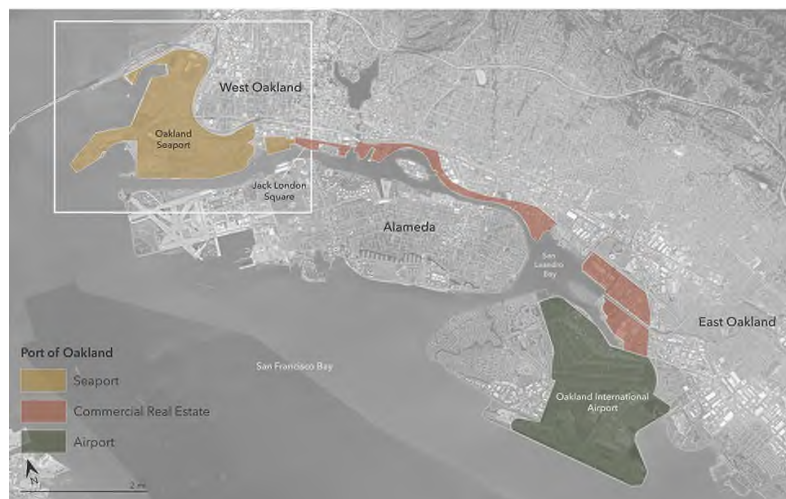 West Oakland
Oakland
Seaport
Jack London
Square
Alameda
San
Leandro
Bay
East Oakland
San Francisco Bay
Oakland International
Airport
Port of Oakland
Seaport
Commercial Real Estate
Airport
N
2 mi